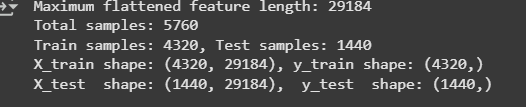 Maximum flattened feature length: 29184
Total samples: 5760
Train samples: 4320, Test samples: 1440
X_train shape: (4320, 29184), y_train shape: (4320,)
X_test  shape: (1440, 29184),  y_test  shape: (1440,)